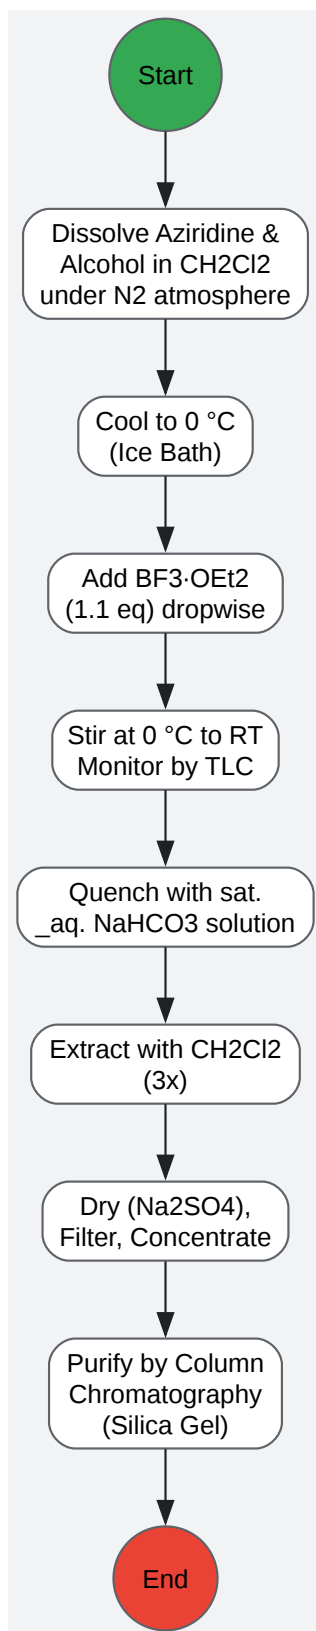 Start
Dissolve Aziridine &
Alcohol in CH2Cl2
under N2 atmosphere
Cool to 0 °C
(Ice Bath)
Add BF3·OEt2
(1.1 eq) dropwise
Stir at 0 °C to RT
Monitor by TLC
Quench with sat.
_aq. NaHCO3 solution
Extract with CH2Cl2
(3x)
Dry (Na2SO4),
Filter, Concentrate
Purify by Column
Chromatography
(Silica Gel)
End